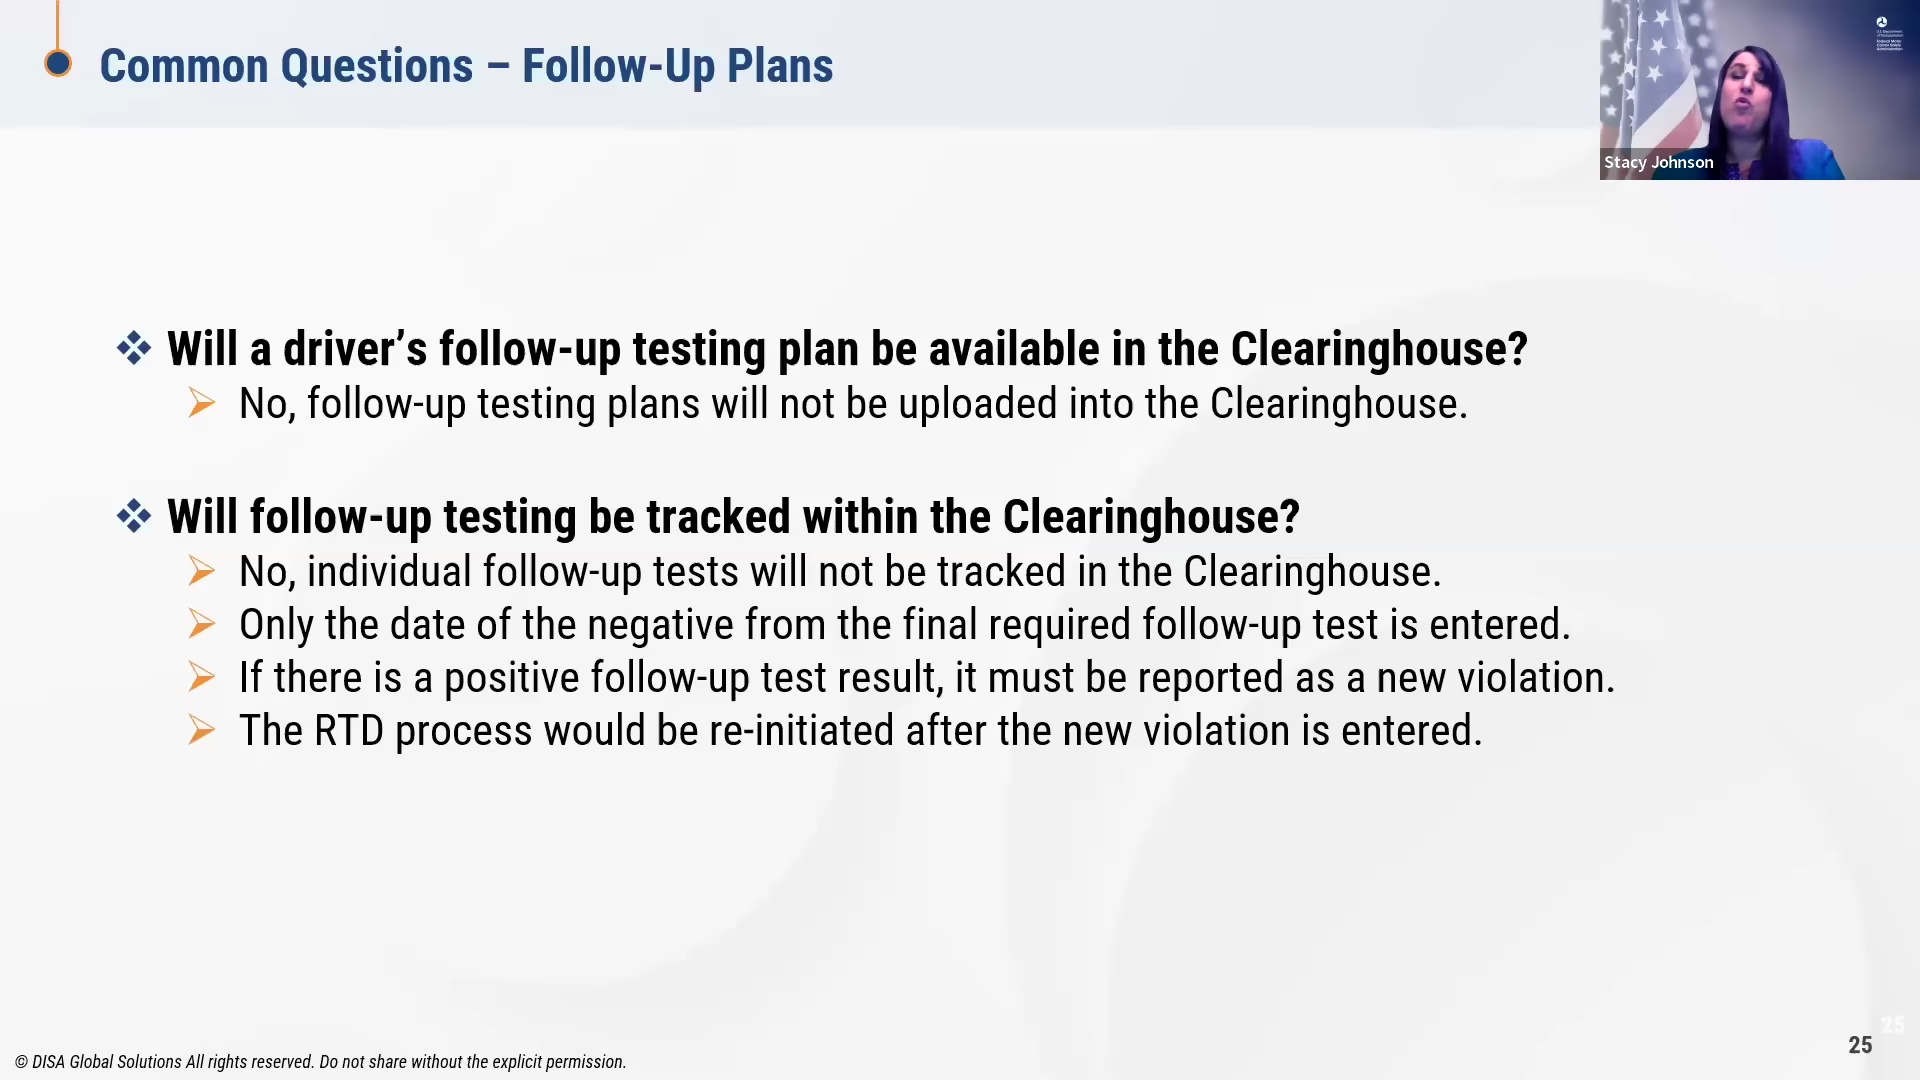 Common Questions – Follow-Up Plans
Stacy Johnson
Will a driver’s follow-up testing plan be available in the Clearinghouse?
No, follow-up testing plans will not be uploaded into the Clearinghouse.
Will follow-up testing be tracked within the Clearinghouse?
No, individual follow-up tests will not be tracked in the Clearinghouse.
Only the date of the negative from the final required follow-up test is entered.
If there is a positive follow-up test result, it must be reported as a new violation.
The RTD process would be re-initiated after the new violation is entered.
25
25
© DISA Global Solutions All rights reserved. Do not share without the explicit permission.